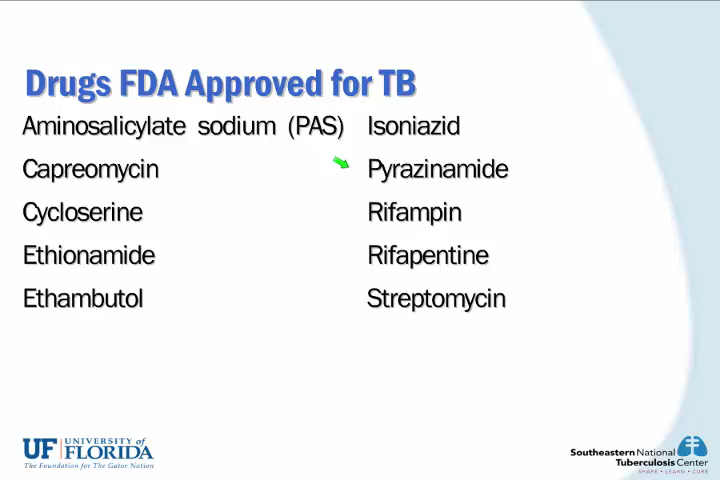 Drugs FDA Approved for TB
Aminosalicylate sodium (PAS)
Capreomycin
Cycloserine
Ethionamide
Ethambutol
Isoniazid
Pyrazinamide
Rifampin
Rifapentine
Streptomycin
UF UNIVERSITY of FLORIDA
The Foundation for The Gator Nation
Southeastern National
Tuberculosis Center
SHARE • LEARN • CURE